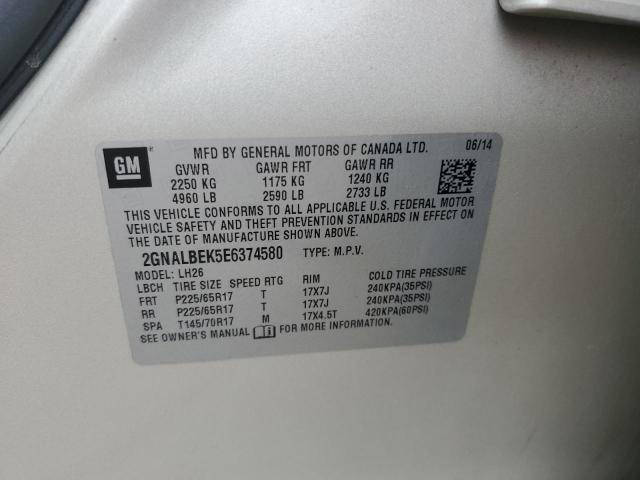 GM
MFD BY GENERAL MOTORS OF CANADA LTD. 06/14
GVWR GAWR FRT GAWR RR
2250 KG 1175 KG 1240 KG
4960 LB 2590 LB 2733 LB
THIS VEHICLE CONFORMS TO ALL APPLICABLE U.S. FEDERAL MOTOR
VEHICLE SAFETY AND THEFT PREVENTION STANDARDS IN EFFECT ON
THE DATE OF MANUFACTURE SHOWN ABOVE.
2GNALBEK5E6374580 TYPE: M.P.V.
MODEL: LH26
LBCH TIRE SIZE SPEED RTG RIM COLD TIRE PRESSURE
FRT P225/65R17 T 17X7J 240KPA(35PSI)
RR P225/65R17 T 17X7J 240KPA(35PSI)
SPA T145/70R17 M 17X4.5T 420KPA(60PSI)
SEE OWNER'S MANUAL FOR MORE INFORMATION.